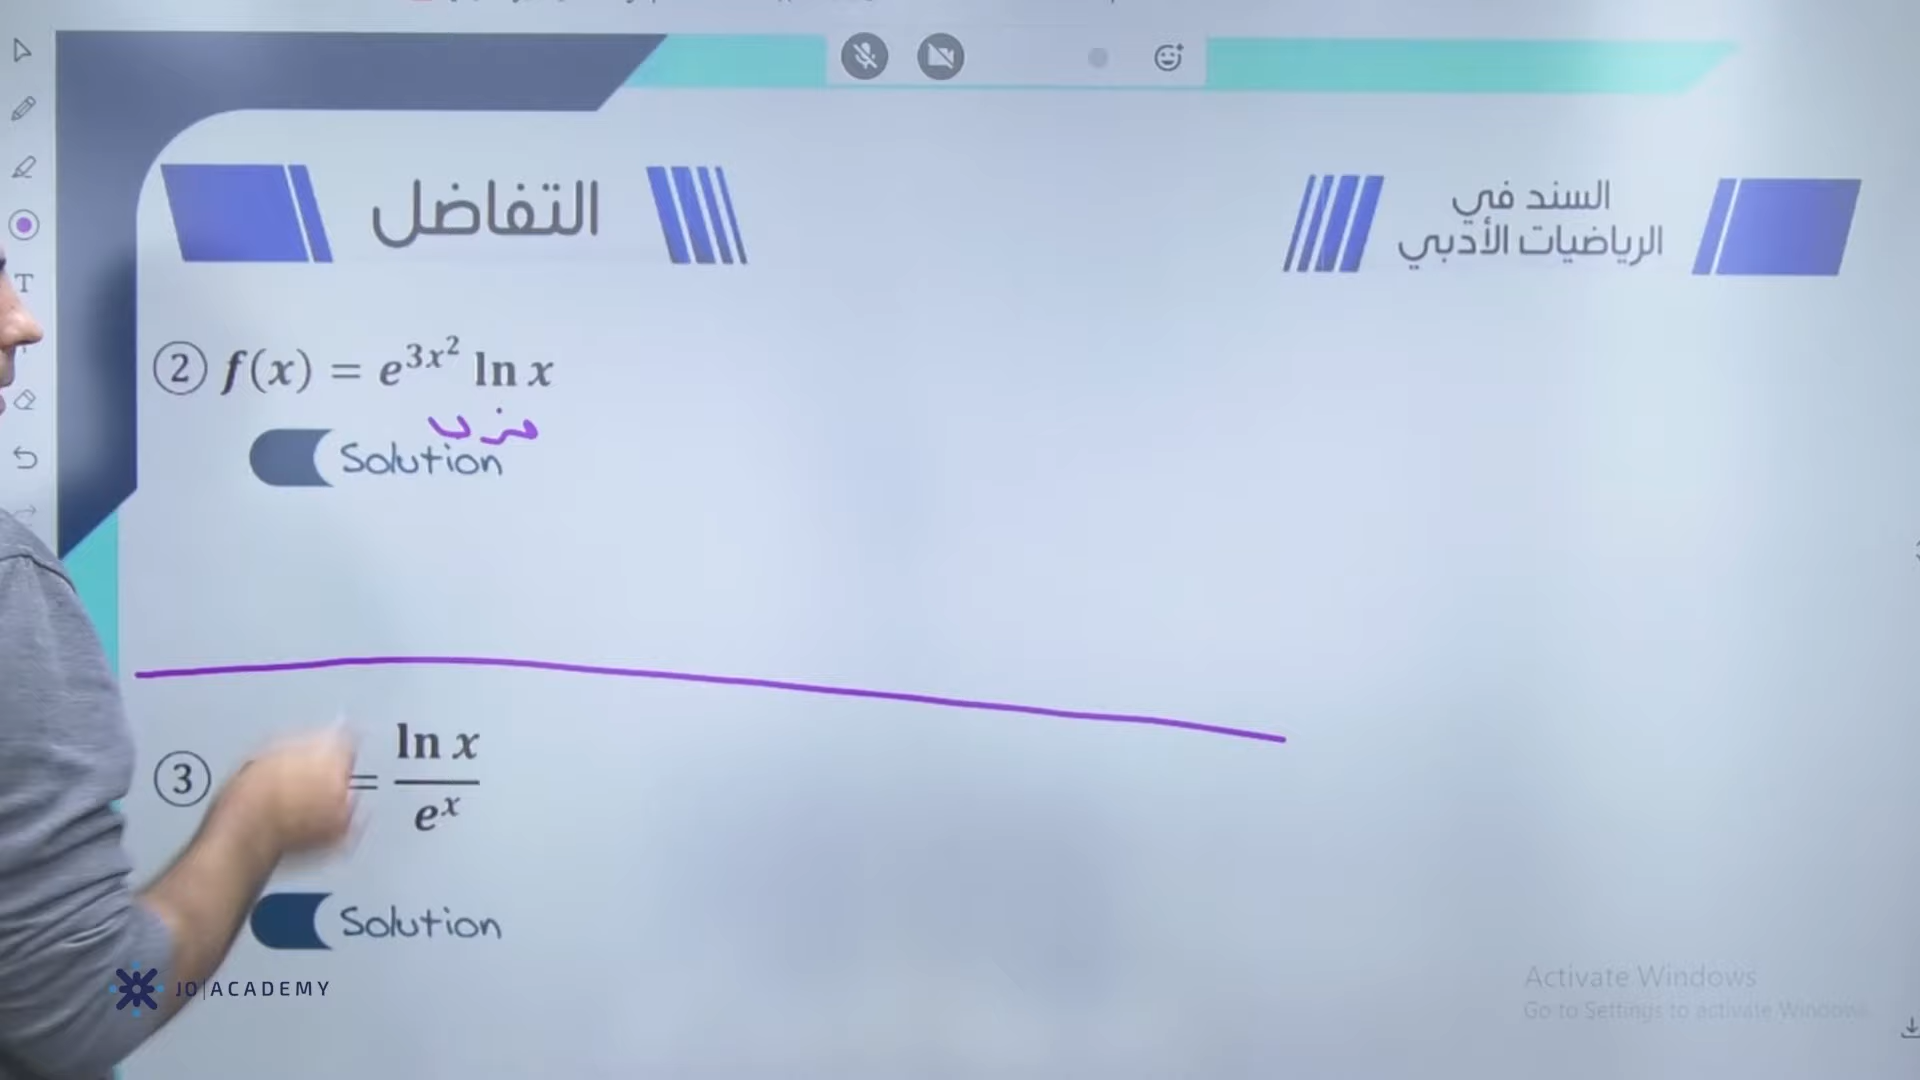 التفاضل
السند في
الرياضيات الأدبي
② f(x) = e^{3x^2} ln x
ضرب
Solution
③ = \frac{ln x}{e^x}
Solution
JO|ACADEMY
Activate Windows
Go to Settings to activate Windows.
T